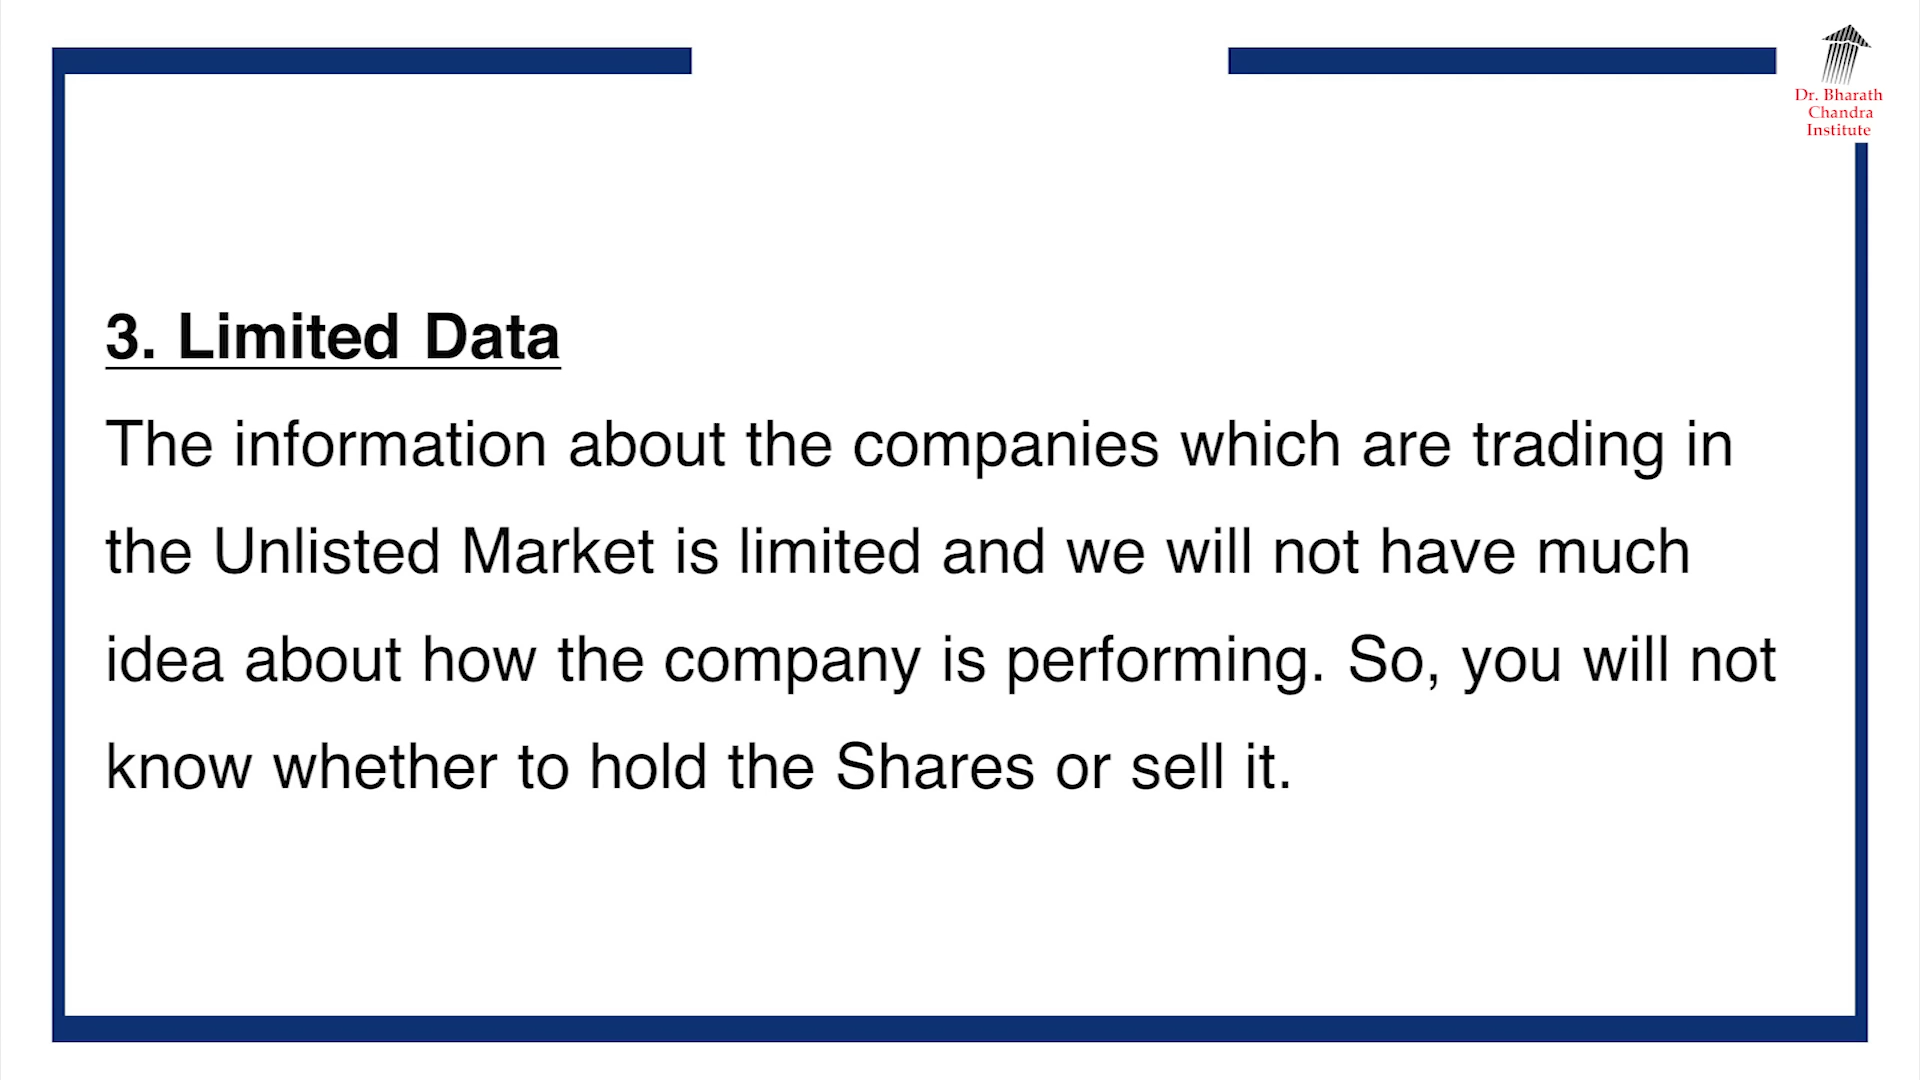 Dr. Bharath
Chandra
Institute
3. Limited Data
The information about the companies which are trading in
the Unlisted Market is limited and we will not have much
idea about how the company is performing. So, you will not
know whether to hold the Shares or sell it.